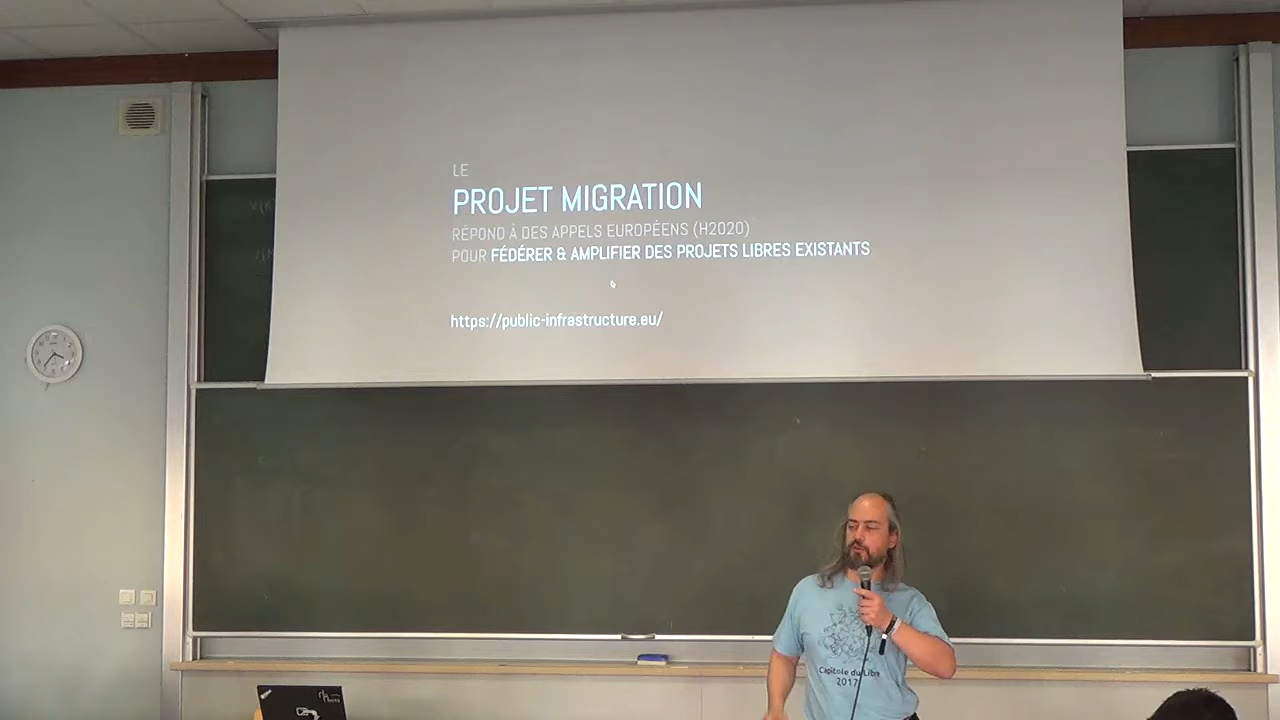 LE
PROJET MIGRATION
RÉPOND À DES APPELS EUROPÉENS (H2020)
POUR FÉDÉRER & AMPLIFIER DES PROJETS LIBRES EXISTANTS
https://public-infrastructure.eu/
Capitole du Libre
2017